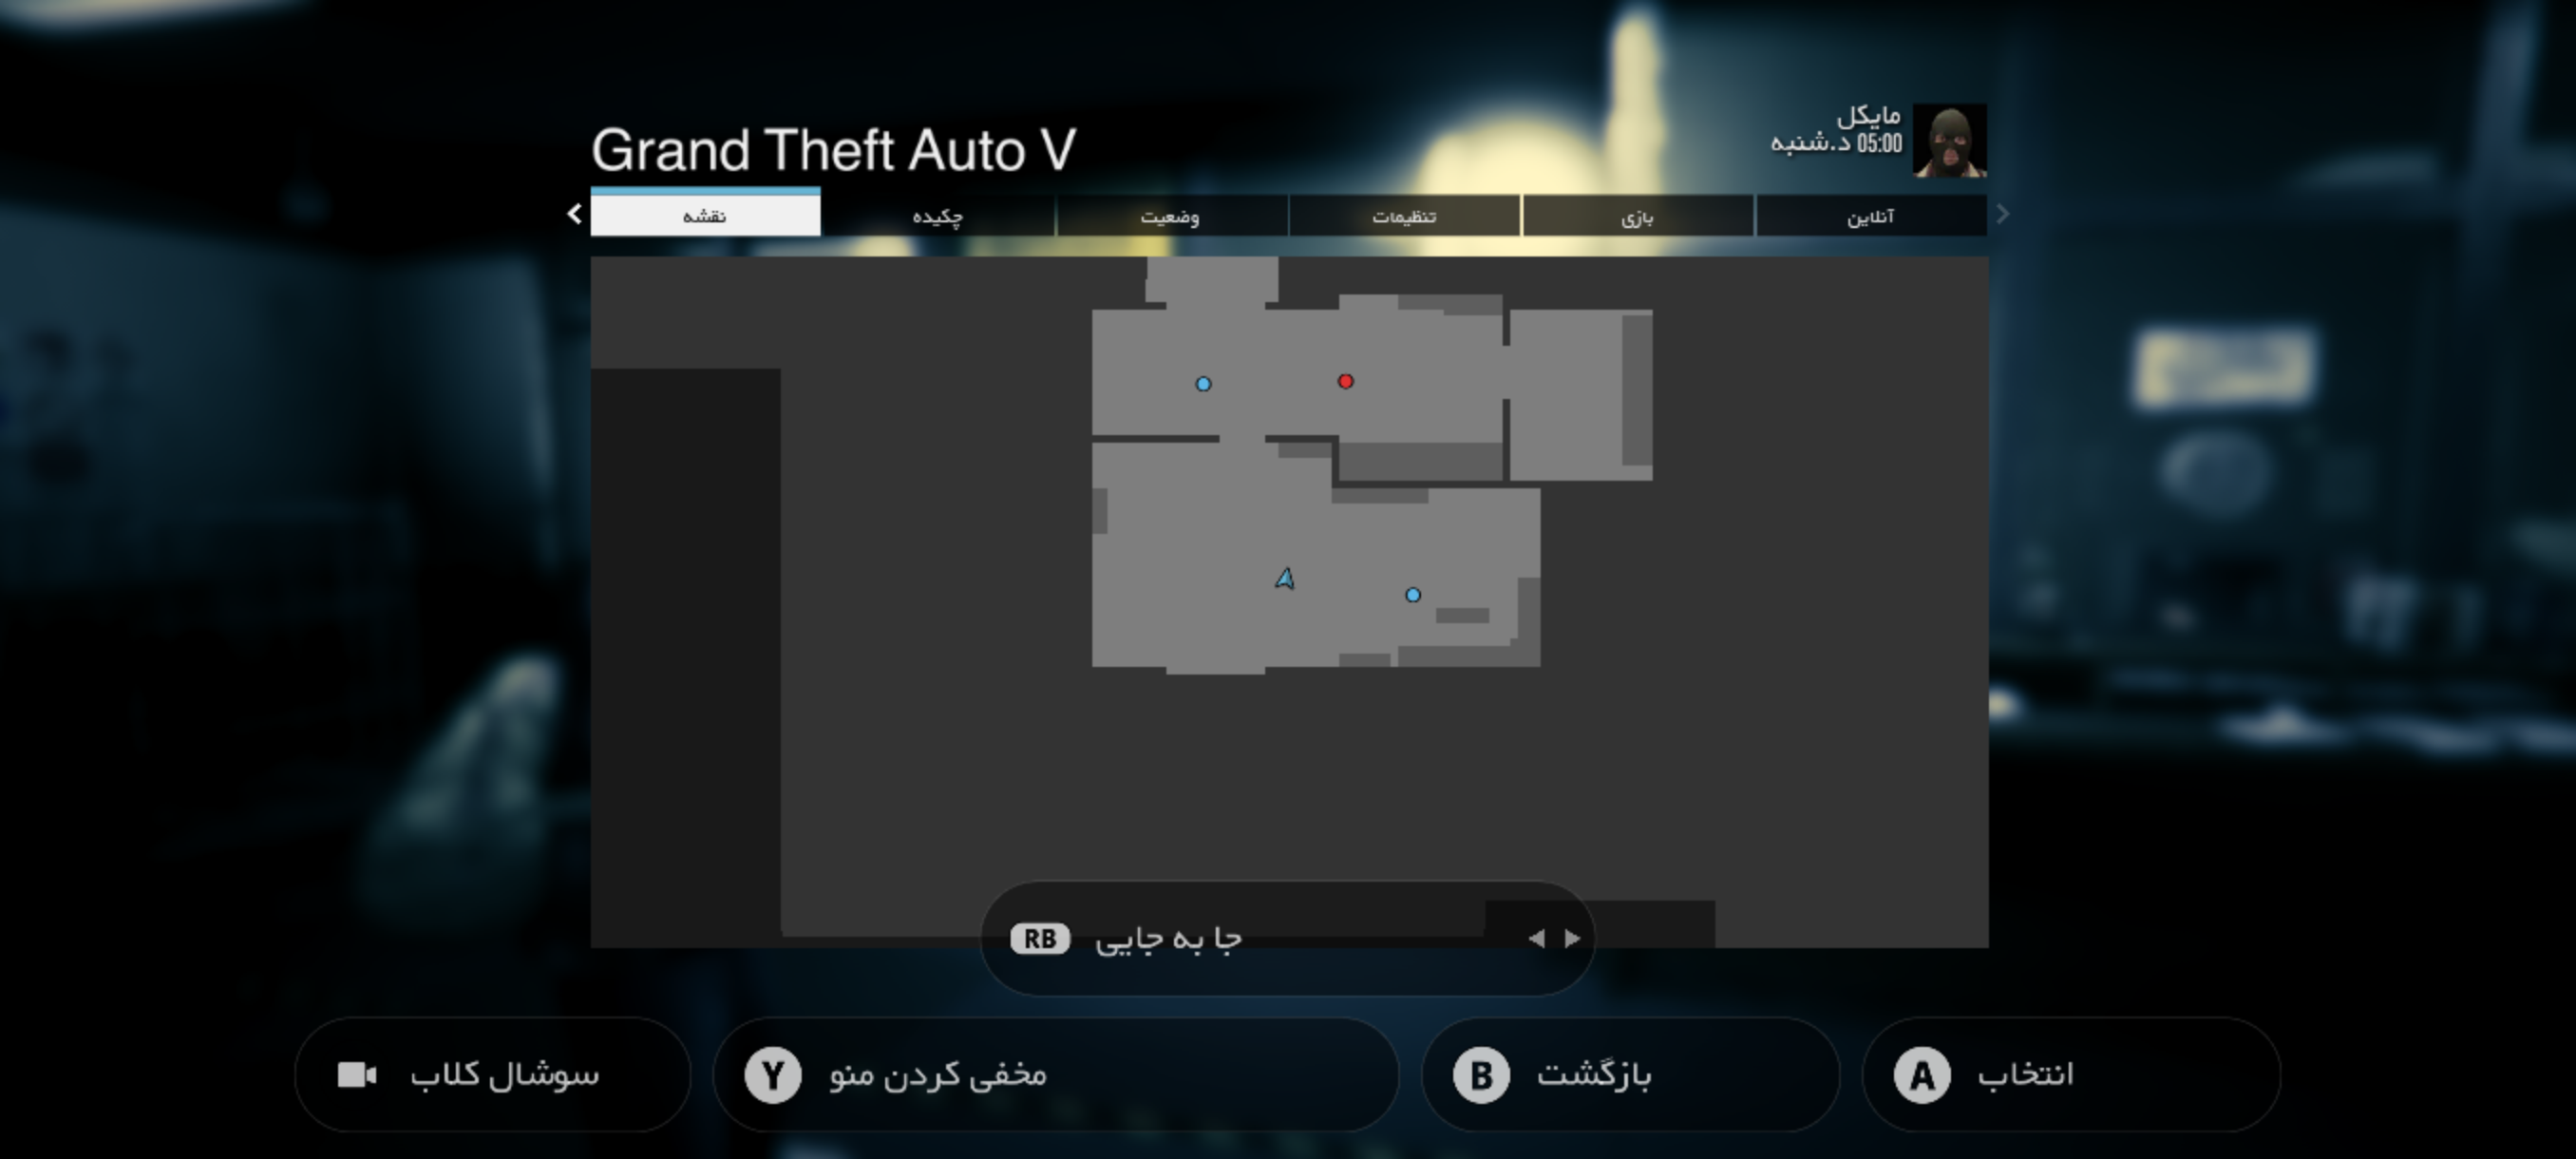 Grand Theft Auto V
مایکل
05:00 د.شنبه
نقشه
چکیده
وضعیت
تنظیمات
بازی
آنلاین
RB جا به جایی
سوشال کلاب
Y مخفی کردن منو
B بازگشت
A انتخاب